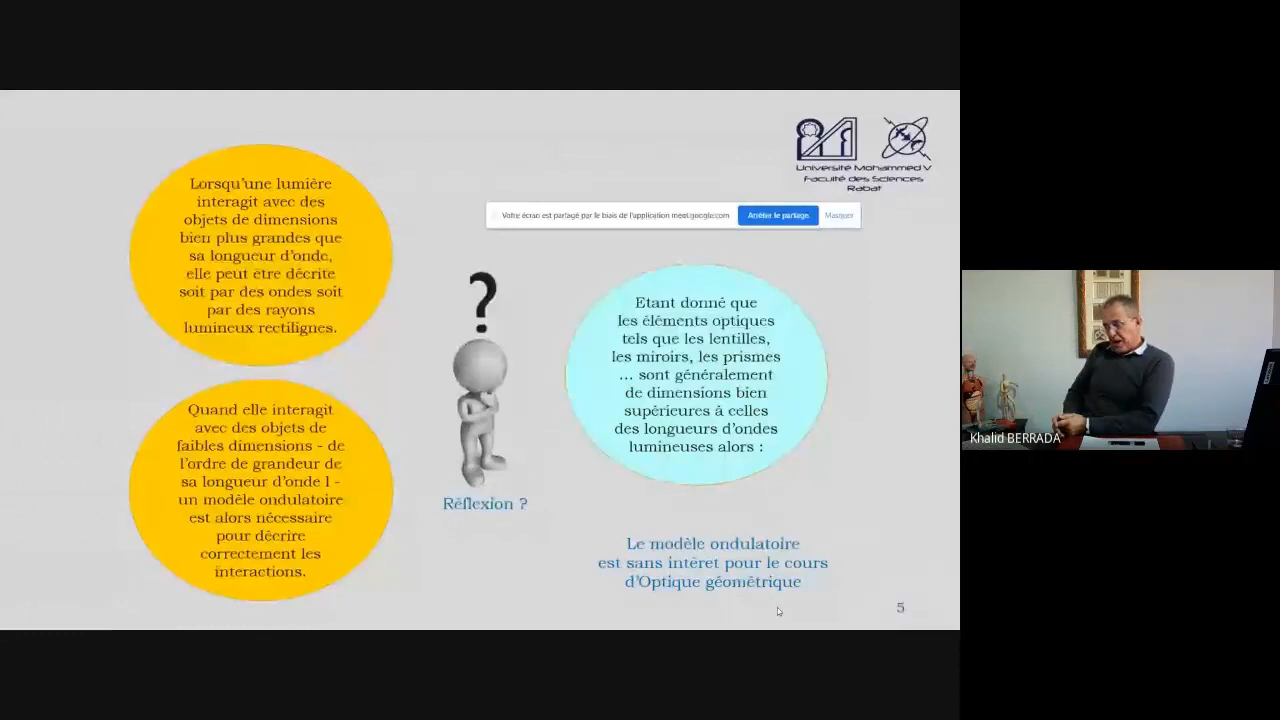 Université Mohammed V
Faculté des Sciences
Rabat
Votre écran est partagé par le biais de l'application meet.google.com
Arrêter le partage
Masquer
Lorsqu'une lumière
interagit avec des
objets de dimensions
bien plus grandes que
sa longueur d'onde,
elle peut être décrite
soit par des ondes soit
par des rayons
lumineux rectilignes.
Quand elle interagit
avec des objets de
faibles dimensions - de
l'ordre de grandeur de
sa longueur d'onde l -
un modèle ondulatoire
est alors nécessaire
pour décrire
correctement les
interactions.
?
Réflexion ?
Etant donné que
les éléments optiques
tels que les lentilles,
les miroirs, les prismes
... sont généralement
de dimensions bien
supérieures à celles
des longueurs d'ondes
lumineuses alors :
Le modèle ondulatoire
est sans intéret pour le cours
d'Optique géométrique
5
Khalid BERRADA